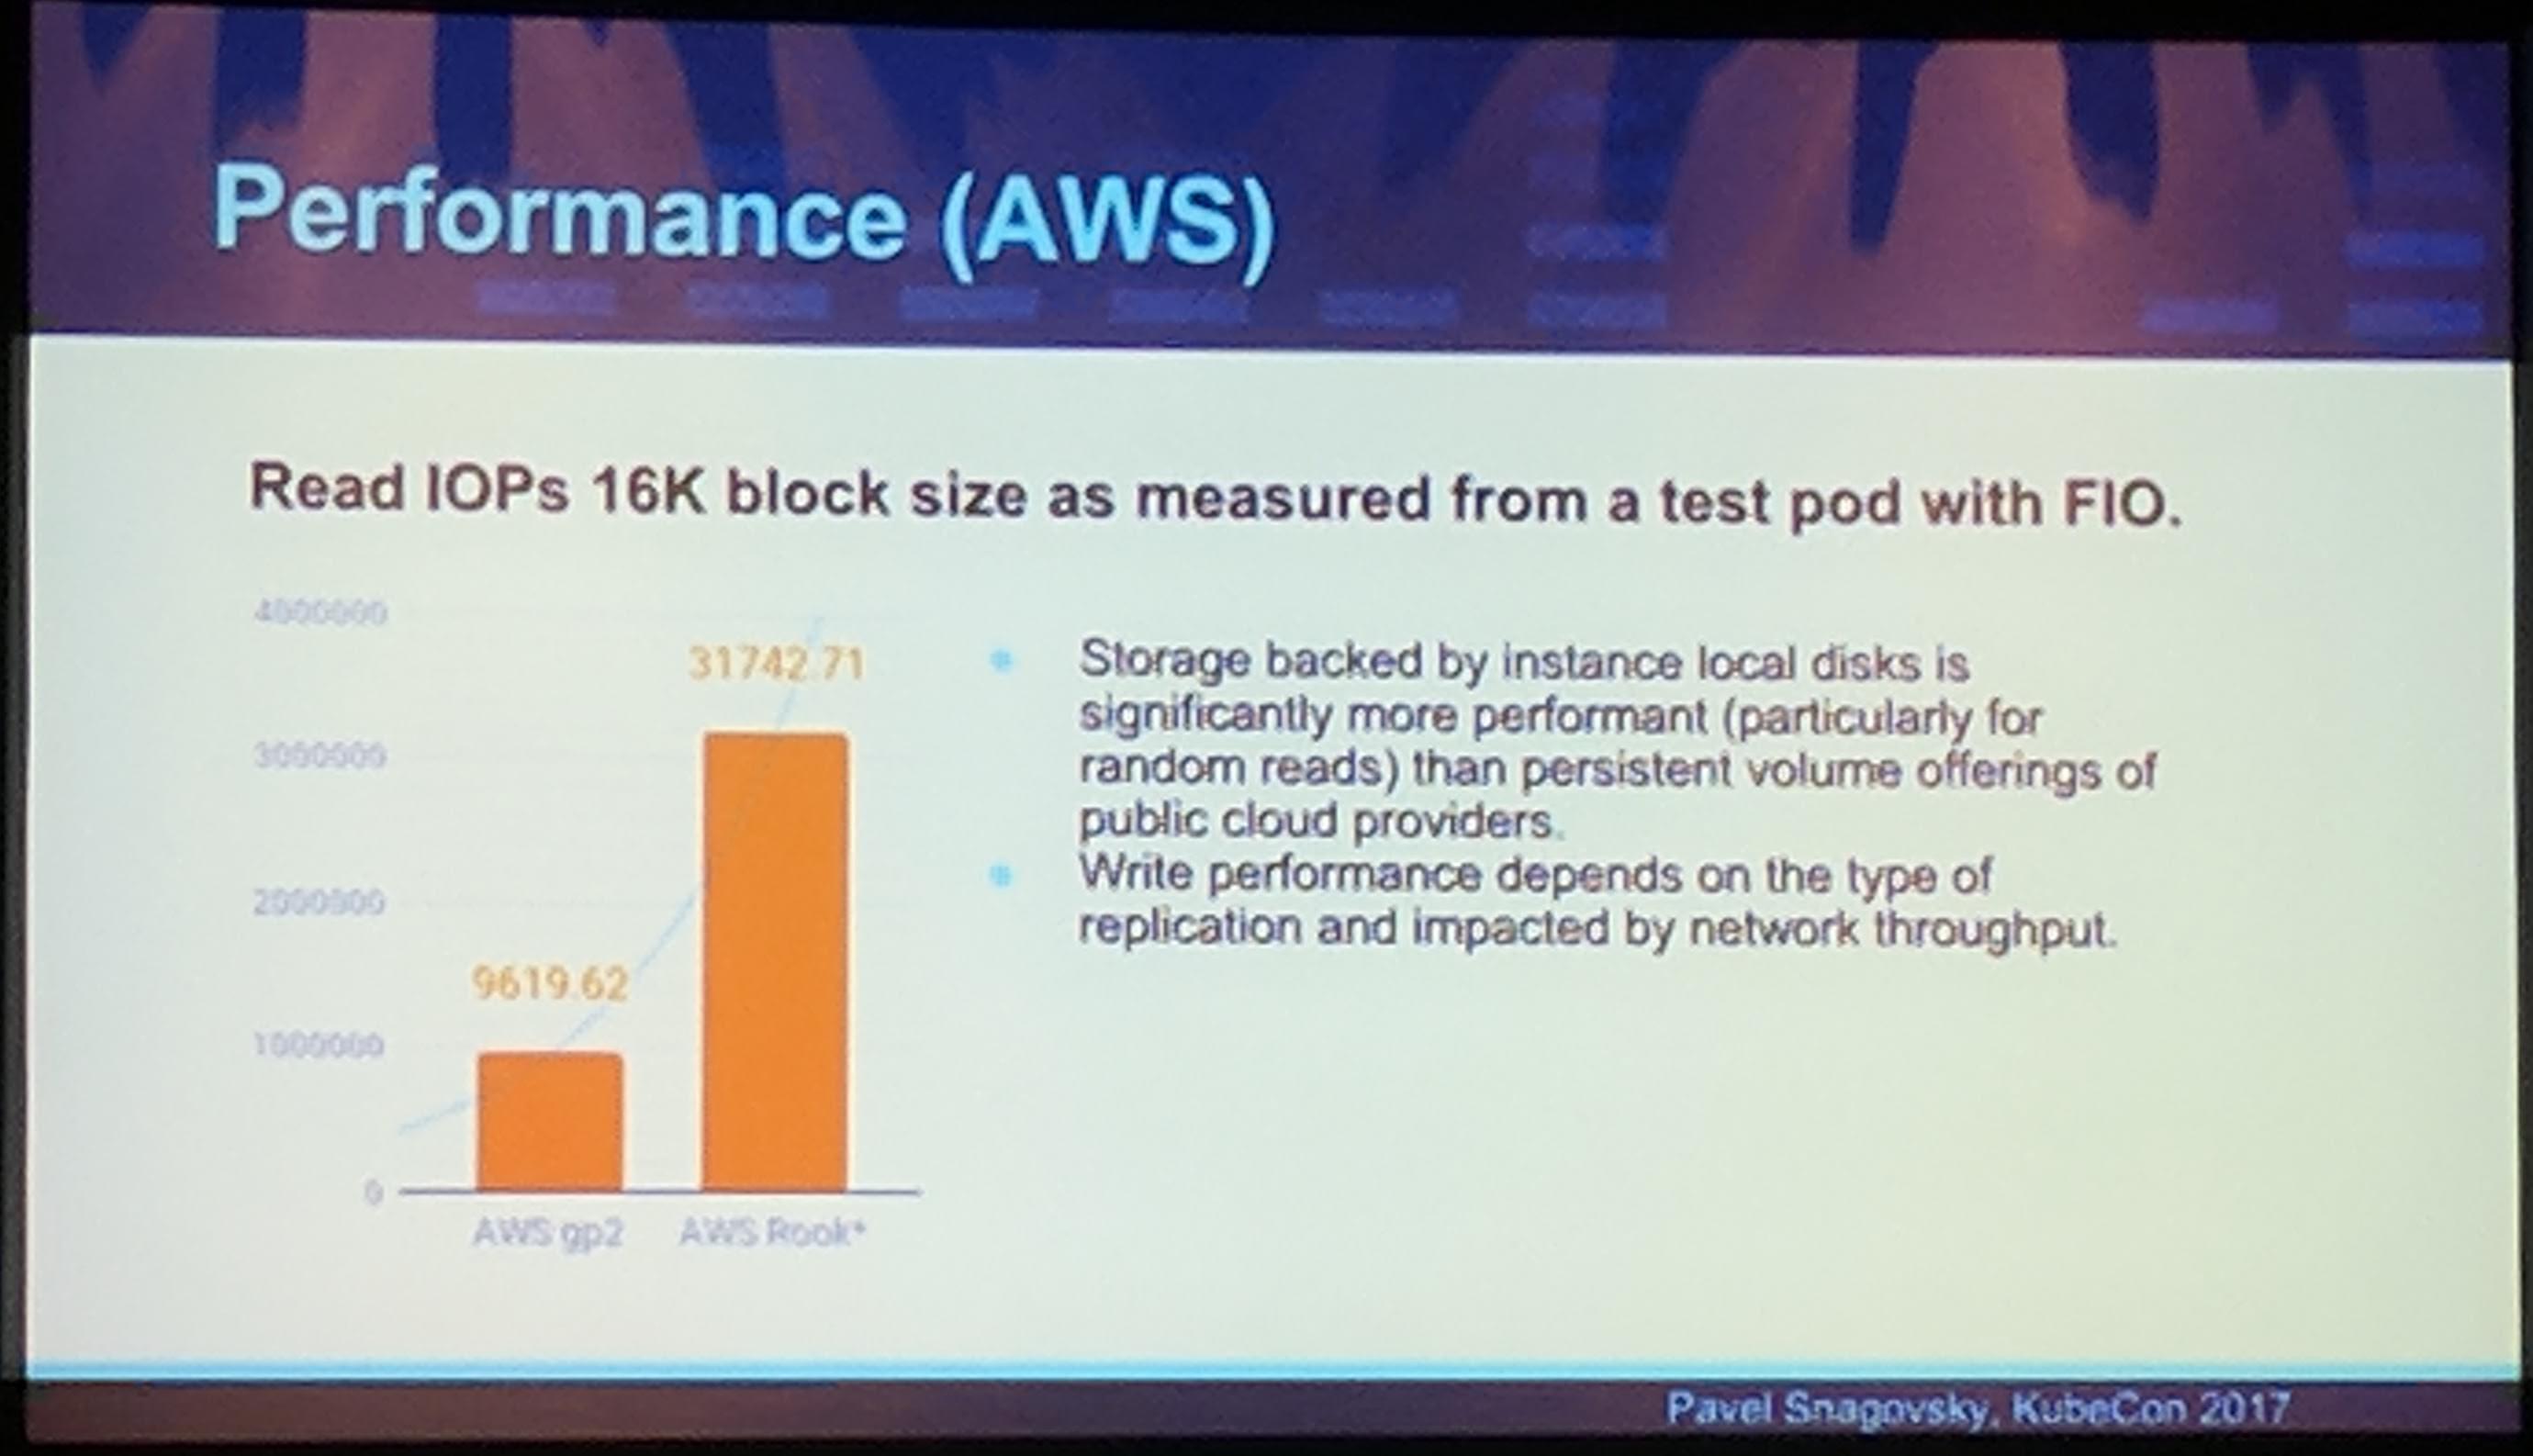 Performance (AWS)
Read IOPs 16K block size as measured from a test pod with FIO.
4000000
3000000
2000000
1000000
0
31742.71
9619.62
AWS gp2
AWS Rook*
Storage backed by instance local disks is
significantly more performant (particularly for
random reads) than persistent volume offerings of
public cloud providers.
Write performance depends on the type of
replication and impacted by network throughput.
Pavel Snagovsky, KubeCon 2017